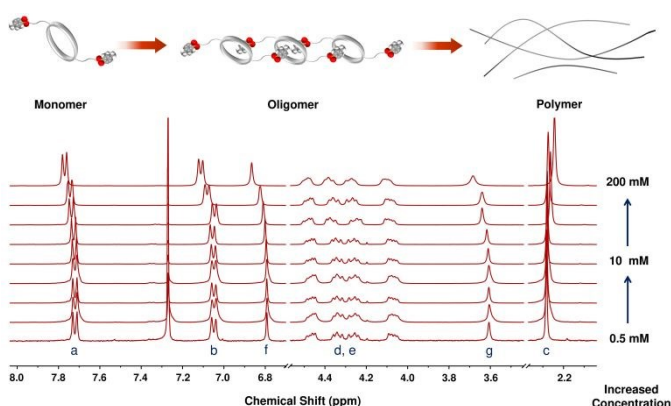 Monomer
Oligomer
Polymer
200 mM
10 mM
0.5 mM
a
b
f
d, e
g
c
8.0
7.8
7.6
7.4
7.2
7.0
6.8
4.4
4.2
4.0
3.8
3.6
2.2
Chemical Shift (ppm)
Increased
Concentration